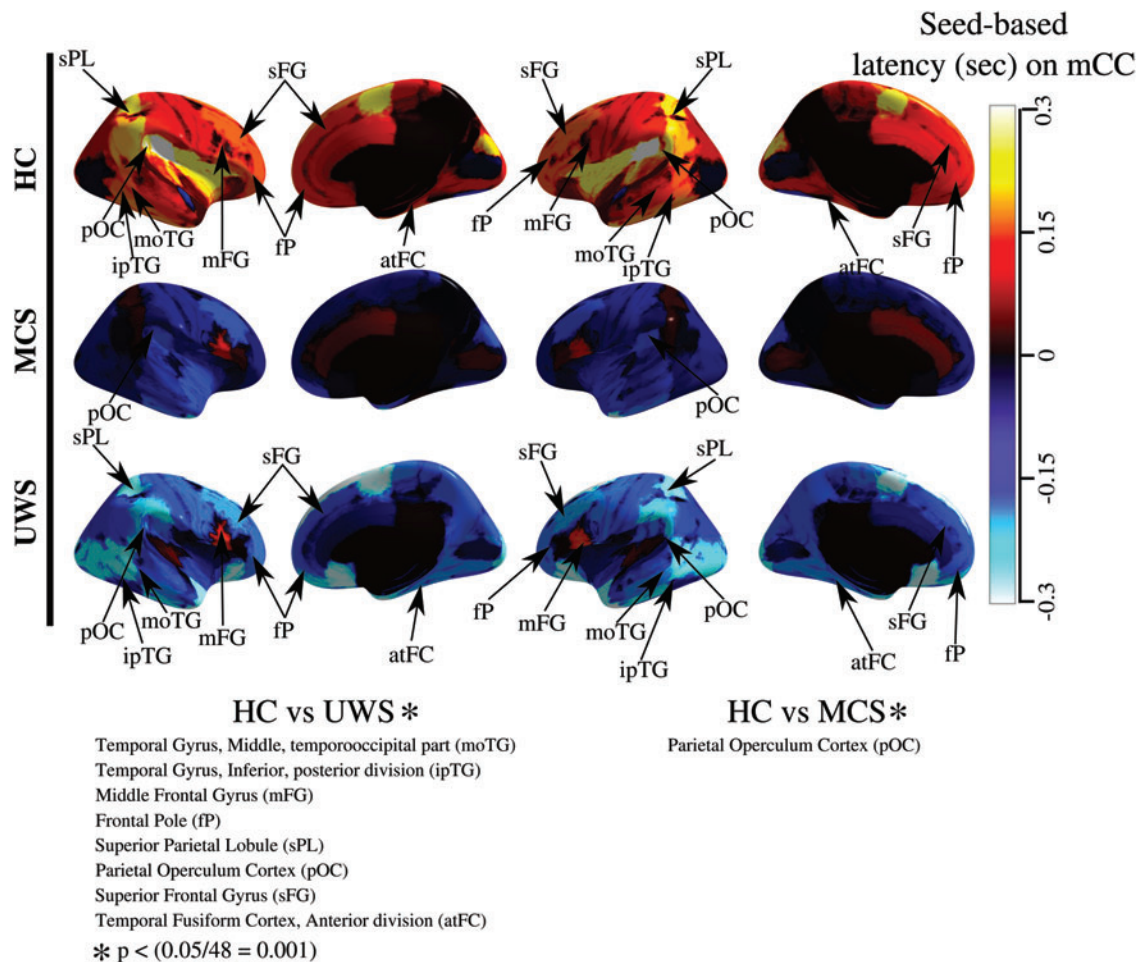 Seed-based
latency (sec) on mCC
sPL
sFG
sFG
sPL
0.3
HC
pOC
moTG
ipTG
mFG
fP
atFC
fP
mFG
moTG
ipTG
pOC
atFC
sFG
fP
0.15
MCS
pOC
pOC
0
sPL
sFG
sFG
sPL
-0.15
UWS
pOC
moTG
ipTG
mFG
fP
atFC
fP
mFG
moTG
ipTG
pOC
atFC
sFG
fP
-0.3
HC vs UWS *
Temporal Gyrus, Middle, temporooccipital part (moTG)
Temporal Gyrus, Inferior, posterior division (ipTG)
Middle Frontal Gyrus (mFG)
Frontal Pole (fP)
Superior Parietal Lobule (sPL)
Parietal Operculum Cortex (pOC)
Superior Frontal Gyrus (sFG)
Temporal Fusiform Cortex, Anterior division (atFC)
* p < (0.05/48 = 0.001)
HC vs MCS*
Parietal Operculum Cortex (pOC)